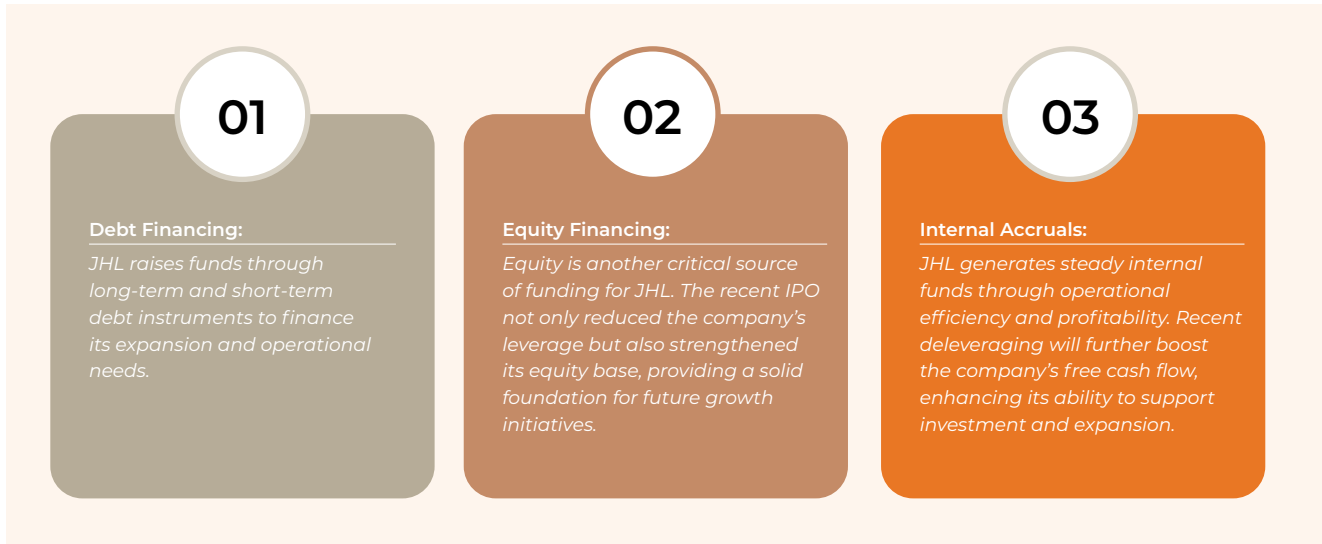 01
Debt Financing:
JHL raises funds through
long-term and short-term
debt instruments to finance
its expansion and operational
needs.
02
Equity Financing:
Equity is another critical source
of funding for JHL. The recent IPO
not only reduced the company’s
leverage but also strengthened
its equity base, providing a solid
foundation for future growth
initiatives.
03
Internal Accruals:
JHL generates steady internal
funds through operational
efficiency and profitability. Recent
deleveraging will further boost
the company’s free cash flow,
enhancing its ability to support
investment and expansion.